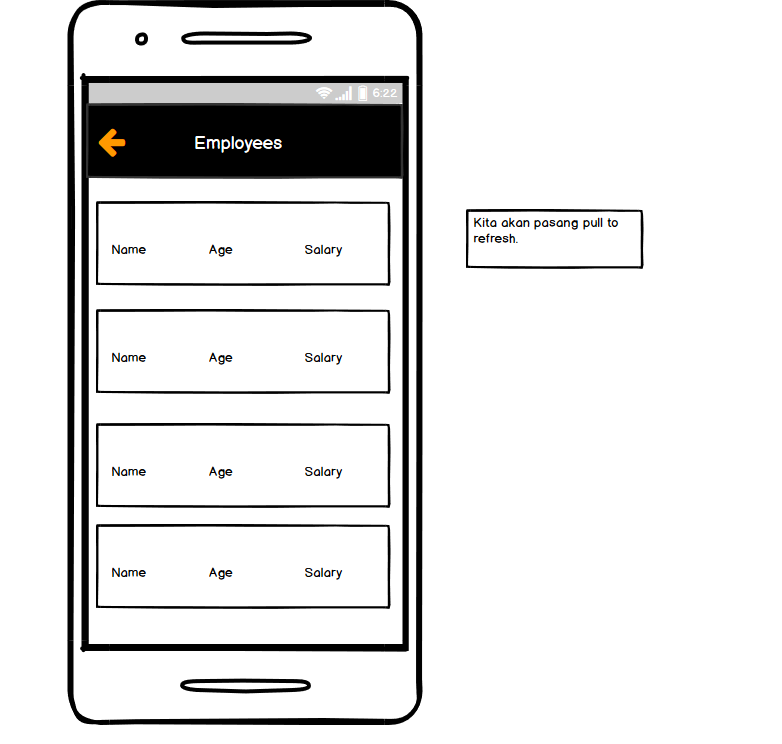 6:22
Employees
Name Age Salary
Kita akan pasang pull to
refresh.
Name Age Salary
Name Age Salary
Name Age Salary